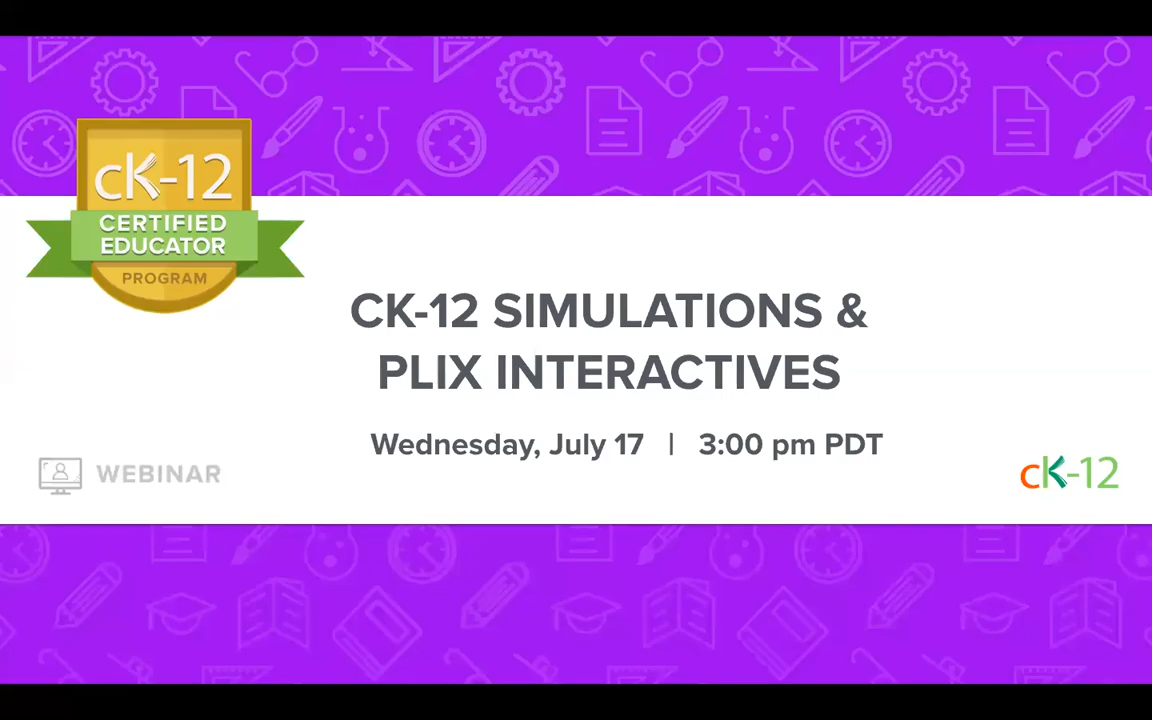 cK-12
CERTIFIED
EDUCATOR
PROGRAM
CK-12 SIMULATIONS &
PLIX INTERACTIVES
Wednesday, July 17 | 3:00 pm PDT
WEBINAR
cK-12